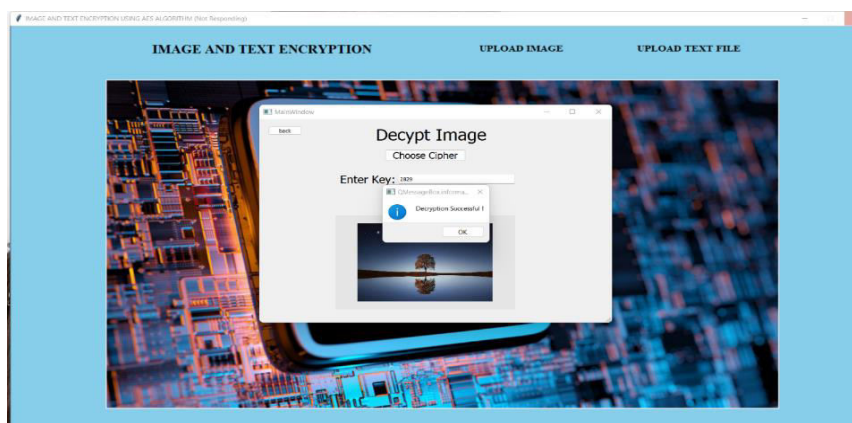 IMAGE AND TEXT ENCRYPTION USING AES ALGORITHM (Not Responding)
IMAGE AND TEXT ENCRYPTION UPLOAD IMAGE UPLOAD TEXT FILE
MainWindow
back
Decypt Image
Choose Cipher
Enter Key:
QMessageBox informa...
Decryption Successful !
OK